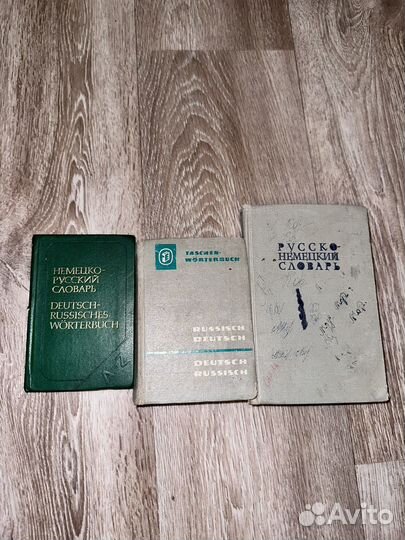 НЕМЕЦКО-
РУССКИЙ
СЛОВАРЬ
DEUTSCH-
RUSSISCHES
WÖRTERBUCH
TASCHEN-
WÖRTERBUCH
RUSSISCH
DEUTSCH
DEUTSCH
RUSSISCH
РУССКО-
НЕМЕЦКИЙ
СЛОВАРЬ
Avito